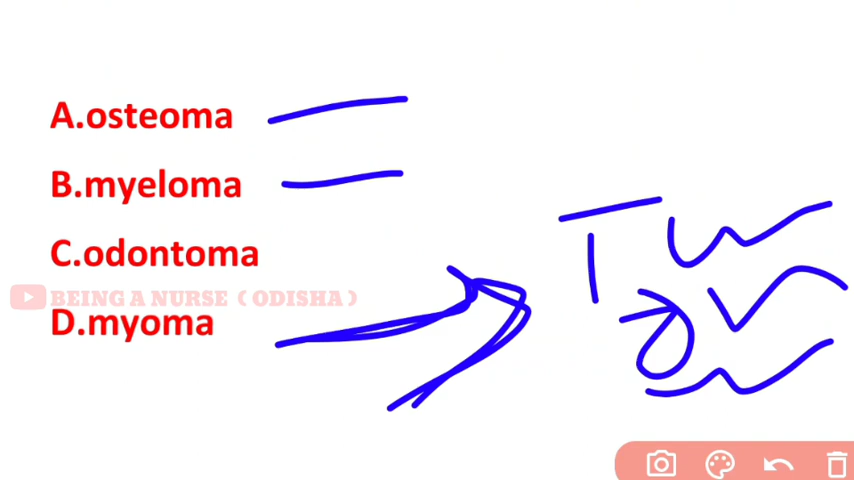 A.osteoma
B.myeloma
C.odontoma
BEING A NURSE ( ODISHA )
D.myoma